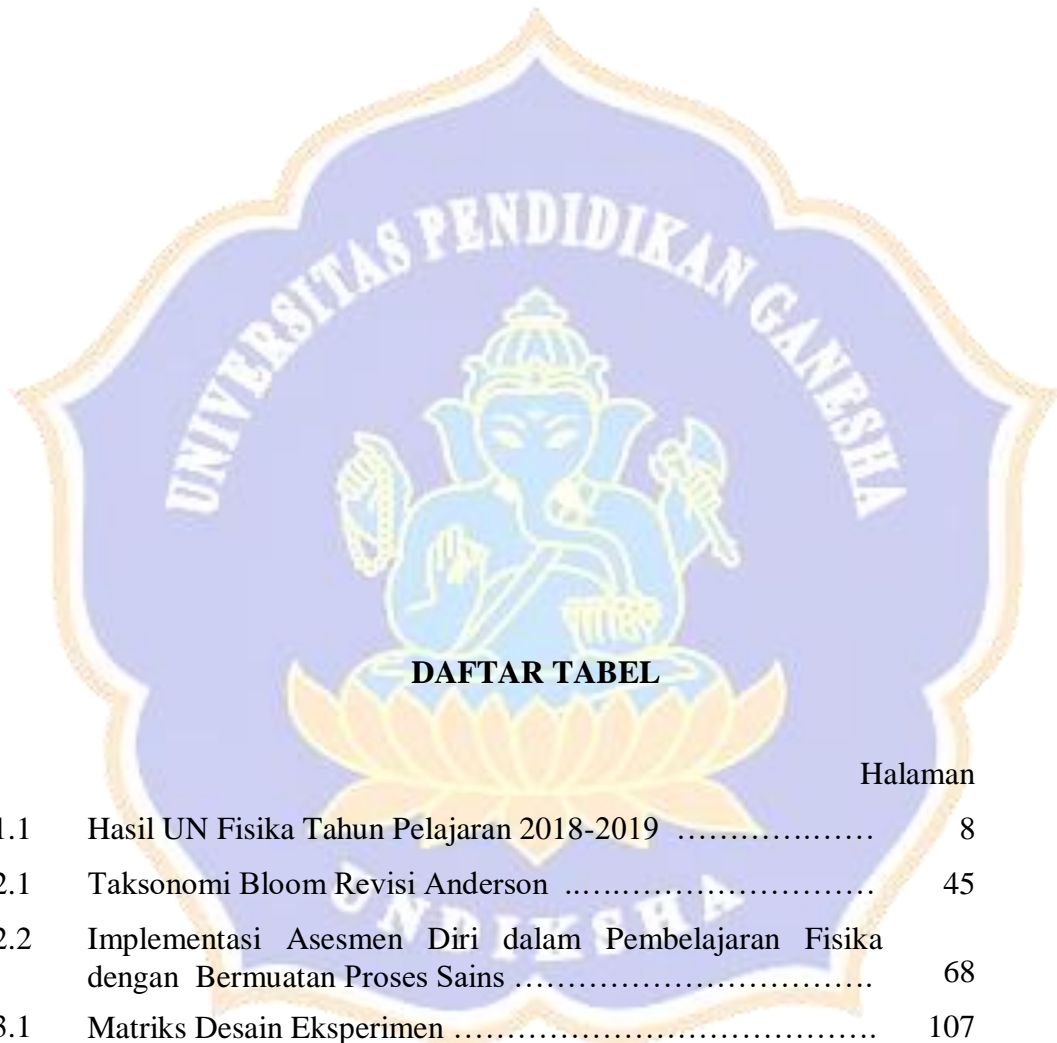 UNIVERSITAS PENDIDIKAN GANESHA
DAFTAR TABEL
Halaman
1.1 Hasil UN Fisika Tahun Pelajaran 2018-2019 ………………. 8
2.1 Taksonomi Bloom Revisi Anderson ………………………… 45
2.2 Implementasi Asesmen Diri dalam Pembelajaran Fisika
dengan Bermuatan Proses Sains ……………………………. 68
3.1 Matriks Desain Eksperimen …………………………………. 107
UNDIKSHA